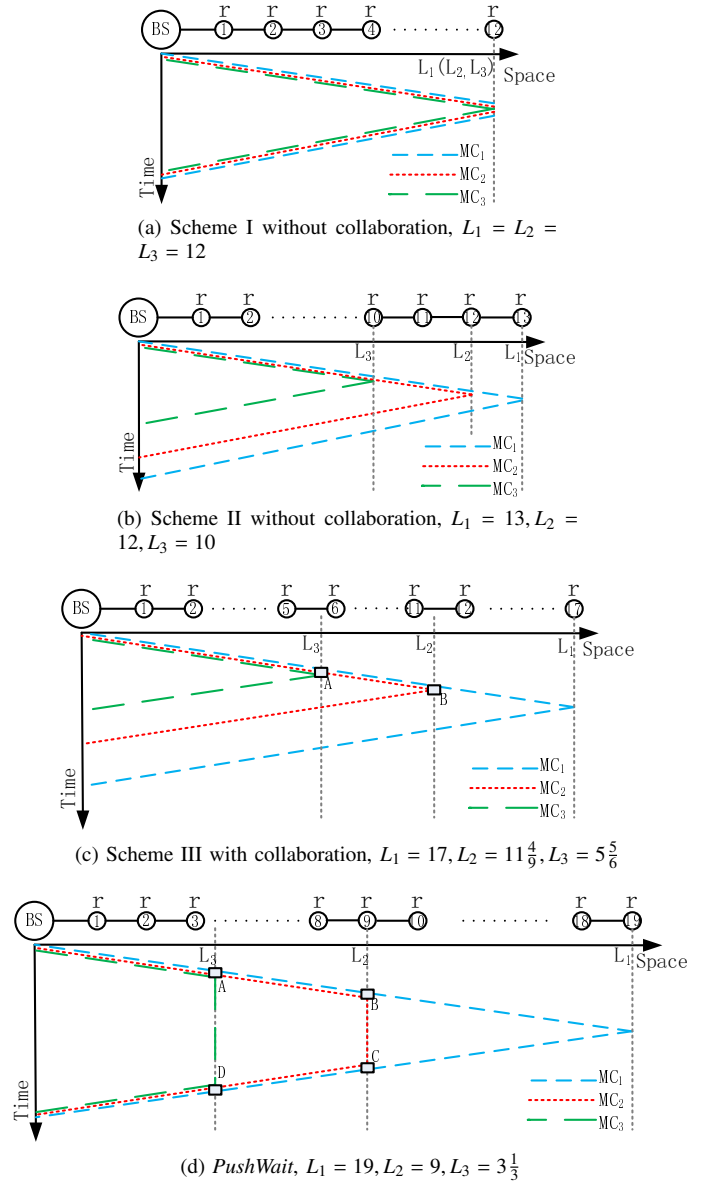 r r r r r
BS 1 2 3 4 ........... 12
L₁(L₂,L₃) Space
Time
MC₁
MC₂
MC₃
(a) Scheme I without collaboration, L₁ = L₂ =
L₃ = 12
r r r r r r
BS 1 2 ........... 10 11 12 13
L₃ L₂ L₁ Space
Time
MC₁
MC₂
MC₃
(b) Scheme II without collaboration, L₁ = 13, L₂ =
12, L₃ = 10
r r r r r r r
BS 1 2 ...... 5 6 ...... 11 12 ......... 17
L₃ L₂ L₁ Space
A
B
Time
MC₁
MC₂
MC₃
(c) Scheme III with collaboration, L₁ = 17, L₂ = 11 4/9, L₃ = 5 5/6
r r r r r r r r
BS 1 2 3 .......... 8 9 10 .......... 18 19
L₃ L₂ L₁ Space
A
B
C
D
Time
MC₁
MC₂
MC₃
(d) PushWait, L₁ = 19, L₂ = 9, L₃ = 3 1/3